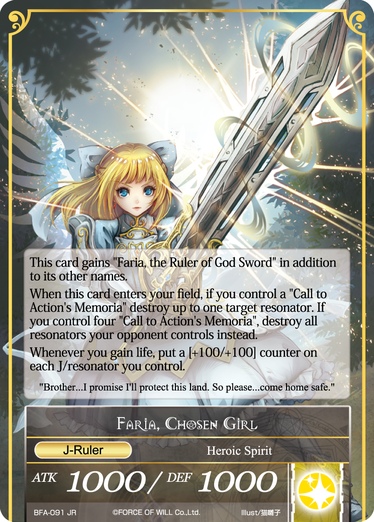 This card gains "Faria, the Ruler of God Sword" in addition
to its other names.
When this card enters your field, if you control a "Call to
Action's Memoria" destroy up to one target resonator. If
you control four "Call to Action's Memoria", destroy all
resonators your opponent controls instead.
Whenever you gain life, put a [+100/+100] counter on
each J/resonator you control.
"Brother...I promise I'll protect this land. So please...come home safe."
Faria, Chosen Girl
J-Ruler Heroic Spirit
ATK 1000 / DEF 1000
BFA-091 JR ©FORCE OF WILL Co.,Ltd. Illust/猫晴子